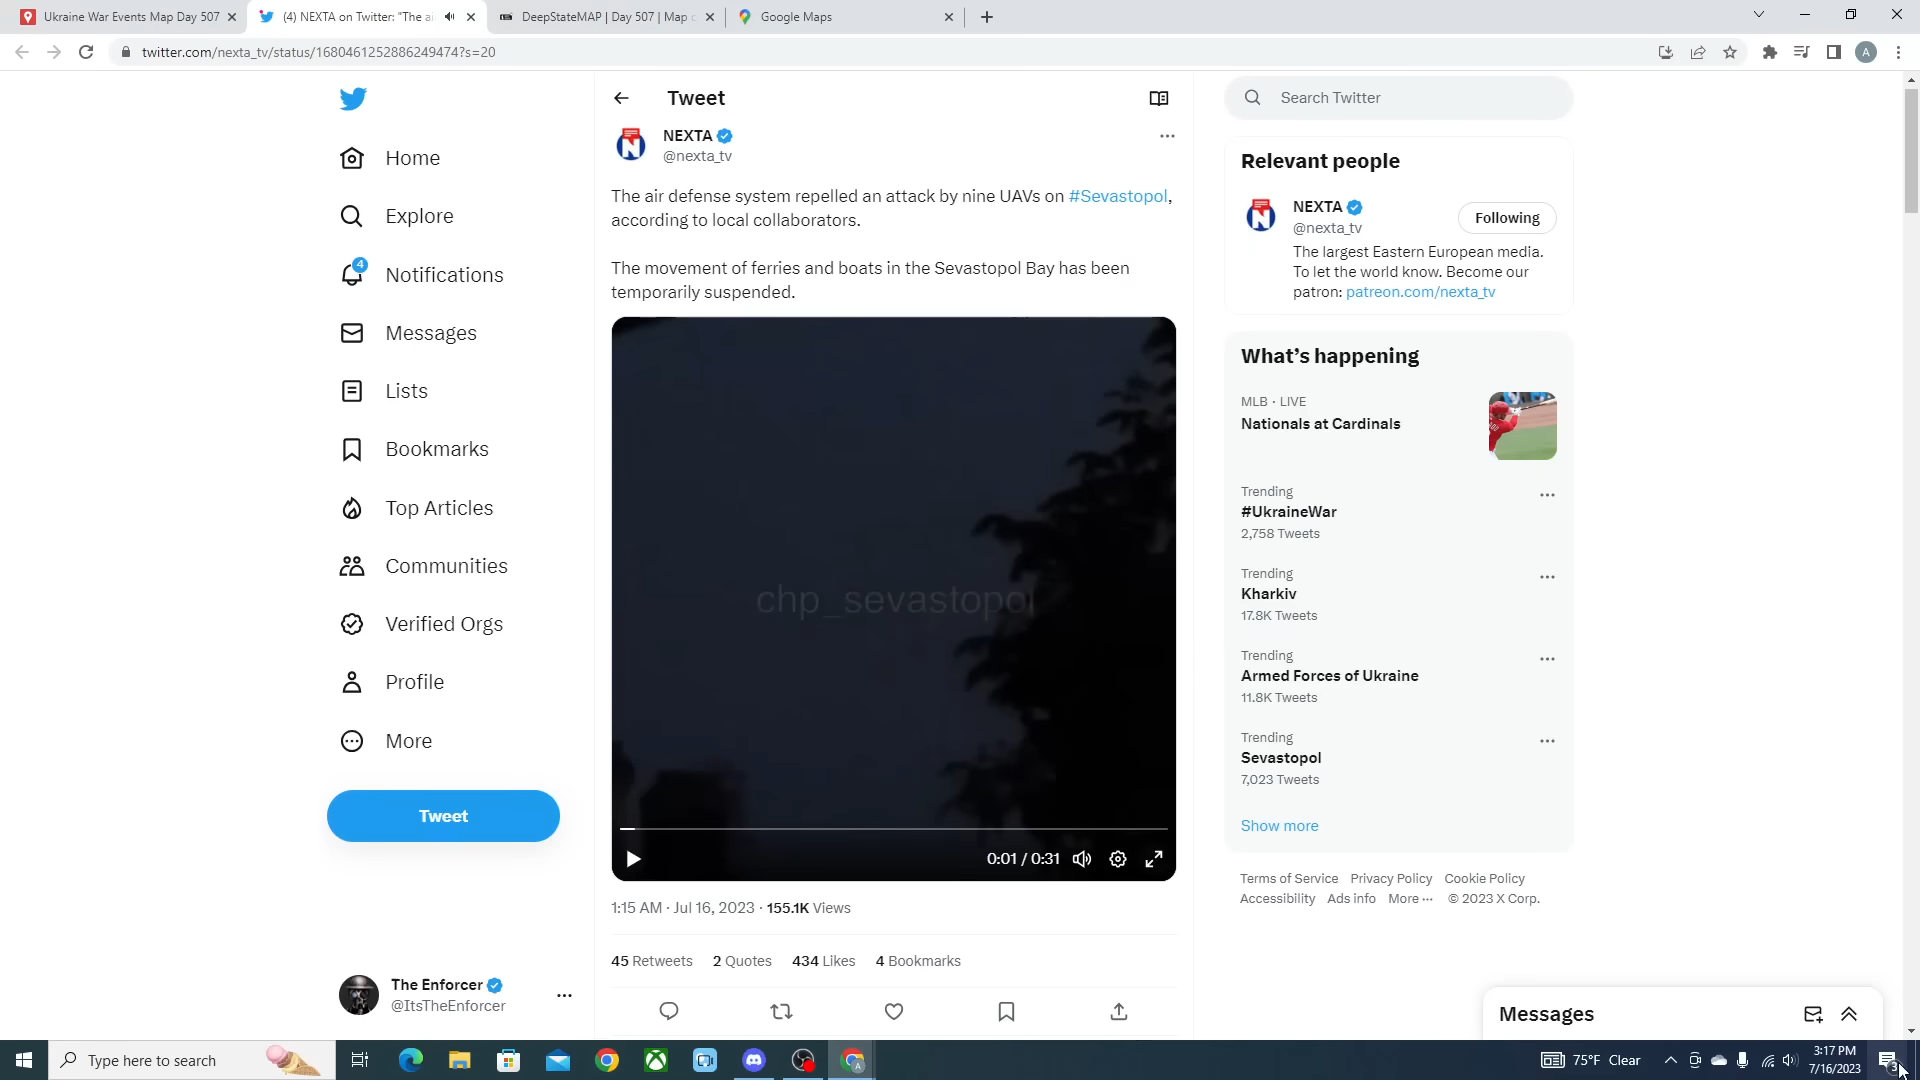 Ukraine War Events Map Day 507
(4) NEXTA on Twitter: "The ai
DeepStateMAP | Day 507 | Map o
Google Maps
twitter.com/nexta_tv/status/1680461252886249474?s=20
A
Tweet
Search Twitter
NEXTA
@nexta_tv
The air defense system repelled an attack by nine UAVs on #Sevastopol,
according to local collaborators.
The movement of ferries and boats in the Sevastopol Bay has been
temporarily suspended.
chp_sevastopol
0:01 / 0:31
1:15 AM · Jul 16, 2023 · 155.1K Views
45 Retweets 2 Quotes 434 Likes 4 Bookmarks
Home
Explore
4
Notifications
Messages
Lists
Bookmarks
Top Articles
Communities
Verified Orgs
Profile
More
Tweet
The Enforcer
@ItsTheEnforcer
Relevant people
NEXTA
@nexta_tv
Following
The largest Eastern European media.
To let the world know. Become our
patron: patreon.com/nexta_tv
What's happening
MLB · LIVE
Nationals at Cardinals
Trending
#UkraineWar
2,758 Tweets
Trending
Kharkiv
17.8K Tweets
Trending
Armed Forces of Ukraine
11.8K Tweets
Trending
Sevastopol
7,023 Tweets
Show more
Terms of Service Privacy Policy Cookie Policy
Accessibility Ads info More ··· © 2023 X Corp.
Messages
Type here to search
75°F Clear
3:17 PM
7/16/2023
3